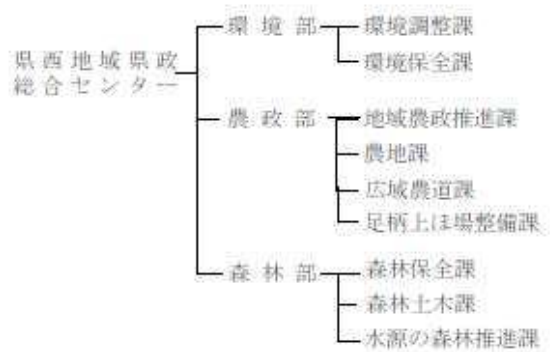 環境部
環境調整課
県西地域県政
総合センター
環境保全課
農政部
地域農政推進課
農地課
広域農道課
足柄上ほ場整備課
森林部
森林保全課
森林土木課
水源の森林推進課